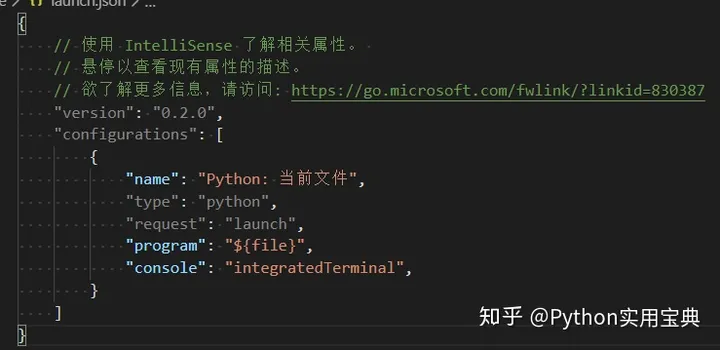 launch.json > ...
{
// 使用 IntelliSense 了解相关属性。
// 悬停以查看现有属性的描述。
// 欲了解更多信息，请访问: https://go.microsoft.com/fwlink/?linkid=830387
"version": "0.2.0",
"configurations": [
{
"name": "Python: 当前文件",
"type": "python",
"request": "launch",
"program": "${file}",
"console": "integratedTerminal",
}
]
}
知乎 @Python实用宝典